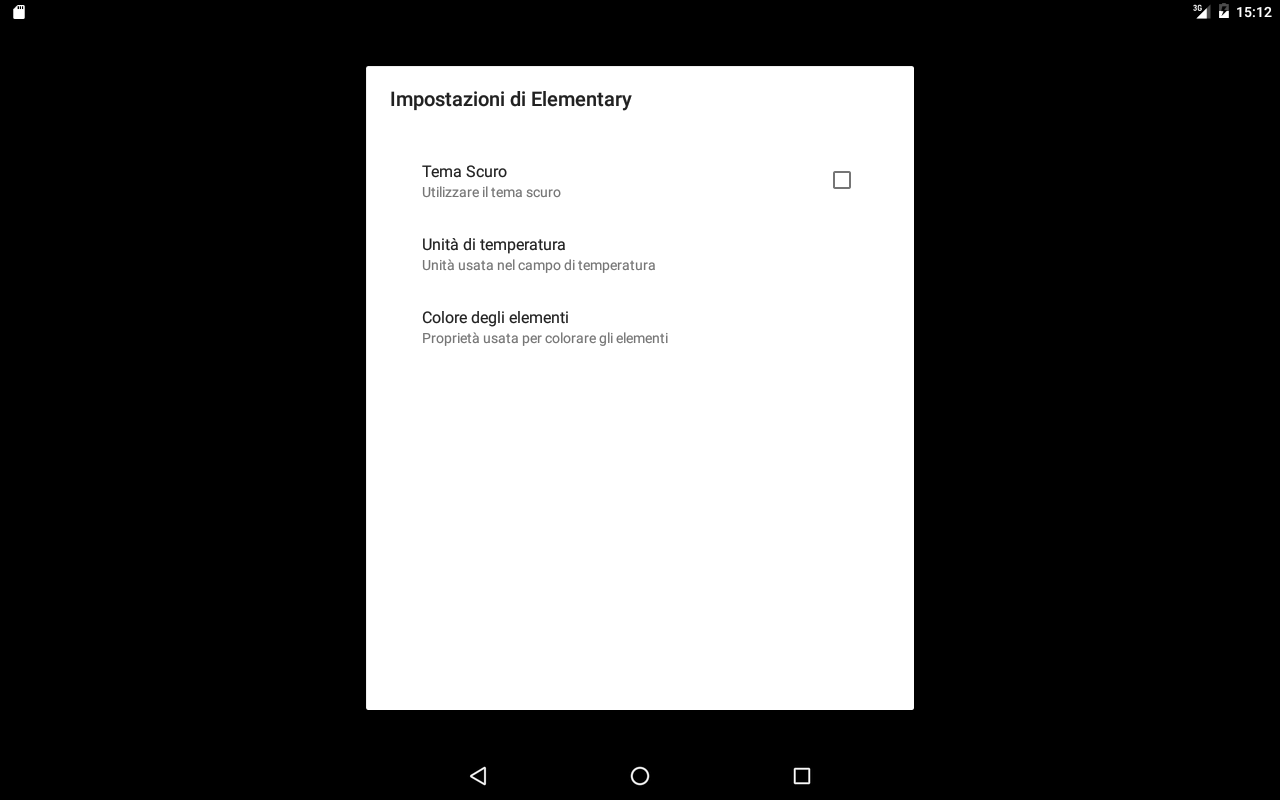 3G 15:12
Impostazioni di Elementary
Tema Scuro
Utilizzare il tema scuro
Unità di temperatura
Unità usata nel campo di temperatura
Colore degli elementi
Proprietà usata per colorare gli elementi